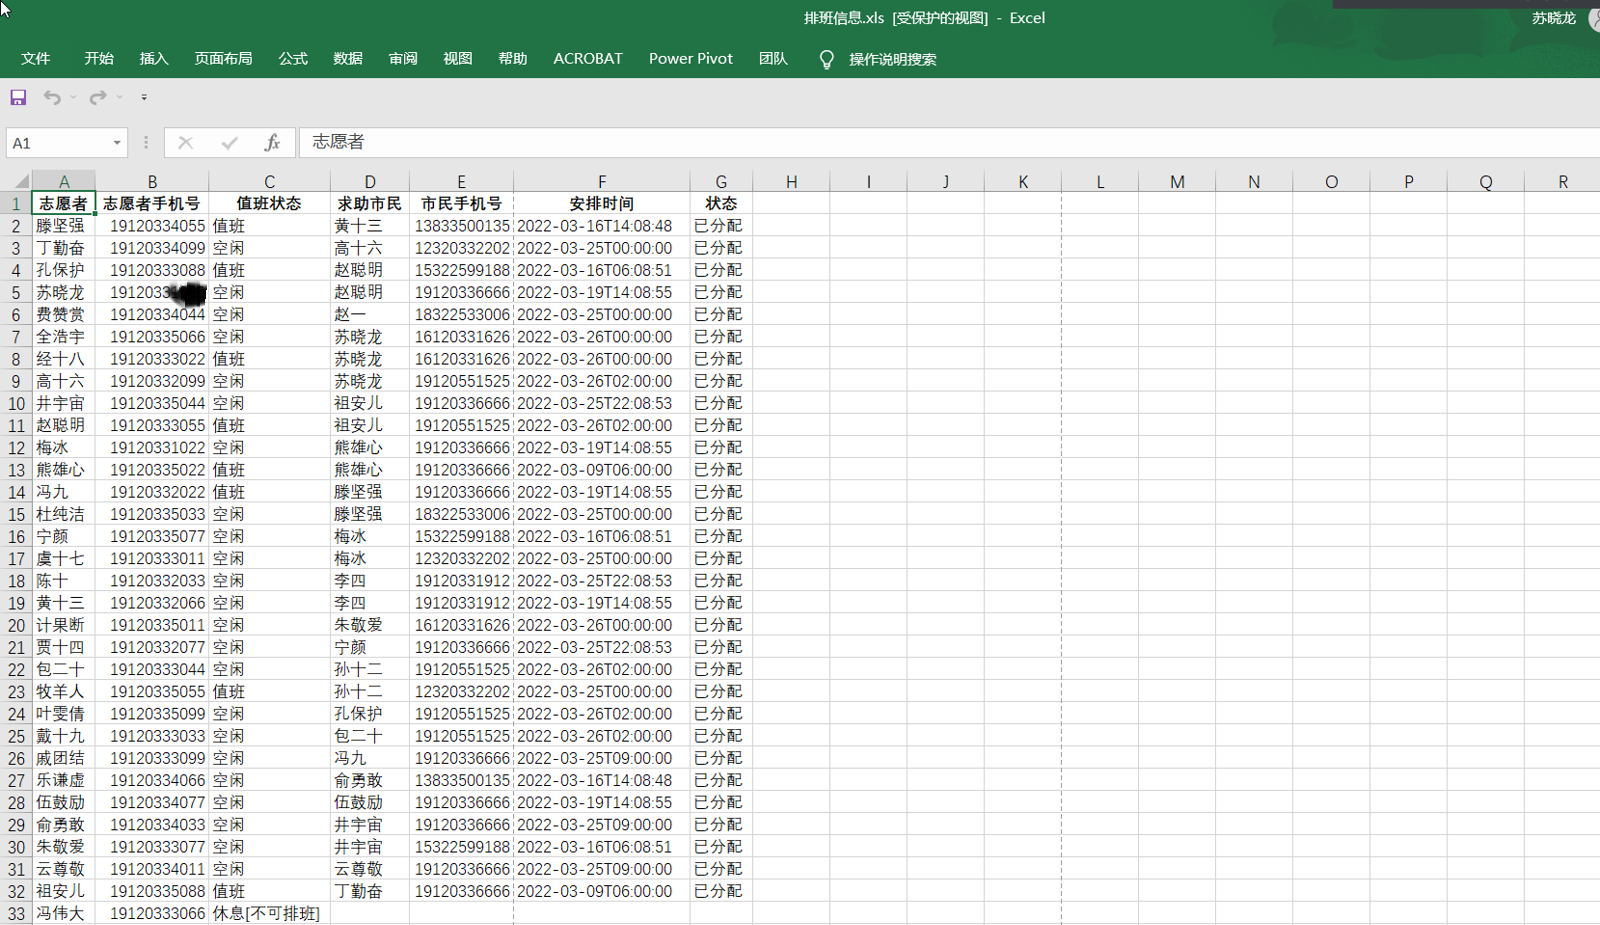 排班信息.xls [受保护的视图] - Excel
苏晓龙
文件 开始 插入 页面布局 公式 数据 审阅 视图 帮助 ACROBAT Power Pivot 团队 操作说明搜索
A1 fx 志愿者
A B C D E F G H I J K L M N O P Q R
1 志愿者 志愿者手机号 值班状态 求助市民 市民手机号 安排时间 状态
2 滕坚强 19120334055 值班 黄十三 13833500135 2022-03-16T14:08:48 已分配
3 丁勤奋 19120334099 空闲 高十六 12320332202 2022-03-25T00:00:00 已分配
4 孔保护 19120333088 值班 赵聪明 15322599188 2022-03-16T06:08:51 已分配
5 苏晓龙 1912033 空闲 赵聪明 19120336666 2022-03-19T14:08:55 已分配
6 费赞赏 19120334044 空闲 赵一 18322533006 2022-03-25T00:00:00 已分配
7 全浩宇 19120335066 空闲 苏晓龙 16120331626 2022-03-26T00:00:00 已分配
8 经十八 19120333022 值班 苏晓龙 16120331626 2022-03-26T00:00:00 已分配
9 高十六 19120332099 空闲 苏晓龙 19120551525 2022-03-26T02:00:00 已分配
10 井宇宙 19120335044 空闲 祖安儿 19120336666 2022-03-25T22:08:53 已分配
11 赵聪明 19120333055 值班 祖安儿 19120551525 2022-03-26T02:00:00 已分配
12 梅冰 19120331022 空闲 熊雄心 19120336666 2022-03-19T14:08:55 已分配
13 熊雄心 19120335022 值班 熊雄心 19120336666 2022-03-09T06:00:00 已分配
14 冯九 19120332022 值班 滕坚强 19120336666 2022-03-19T14:08:55 已分配
15 杜纯洁 19120335033 空闲 滕坚强 18322533006 2022-03-25T00:00:00 已分配
16 宁颜 19120335077 空闲 梅冰 15322599188 2022-03-16T06:08:51 已分配
17 虞十七 19120333011 空闲 梅冰 12320332202 2022-03-25T00:00:00 已分配
18 陈十 19120332033 空闲 李四 19120331912 2022-03-25T22:08:53 已分配
19 黄十三 19120332066 空闲 李四 19120331912 2022-03-19T14:08:55 已分配
20 计果断 19120335011 空闲 朱敬爱 16120331626 2022-03-26T00:00:00 已分配
21 贾十四 19120332077 空闲 宁颜 19120336666 2022-03-25T22:08:53 已分配
22 包二十 19120333044 空闲 孙十二 19120551525 2022-03-26T02:00:00 已分配
23 牧羊人 19120335055 值班 孙十二 12320332202 2022-03-25T00:00:00 已分配
24 叶雯倩 19120335099 空闲 孔保护 19120551525 2022-03-26T02:00:00 已分配
25 戴十九 19120333033 空闲 包二十 19120551525 2022-03-26T02:00:00 已分配
26 戚团结 19120333099 空闲 冯九 19120336666 2022-03-25T09:00:00 已分配
27 乐谦虚 19120334066 空闲 俞勇敢 13833500135 2022-03-16T14:08:48 已分配
28 伍鼓励 19120334077 空闲 伍鼓励 19120336666 2022-03-19T14:08:55 已分配
29 俞勇敢 19120334033 空闲 井宇宙 19120336666 2022-03-25T09:00:00 已分配
30 朱敬爱 19120333077 空闲 井宇宙 15322599188 2022-03-16T06:08:51 已分配
31 云尊敬 19120334011 空闲 云尊敬 19120336666 2022-03-25T09:00:00 已分配
32 祖安儿 19120335088 值班 丁勤奋 19120336666 2022-03-09T06:00:00 已分配
33 冯伟大 19120333066 休息[不可排班]